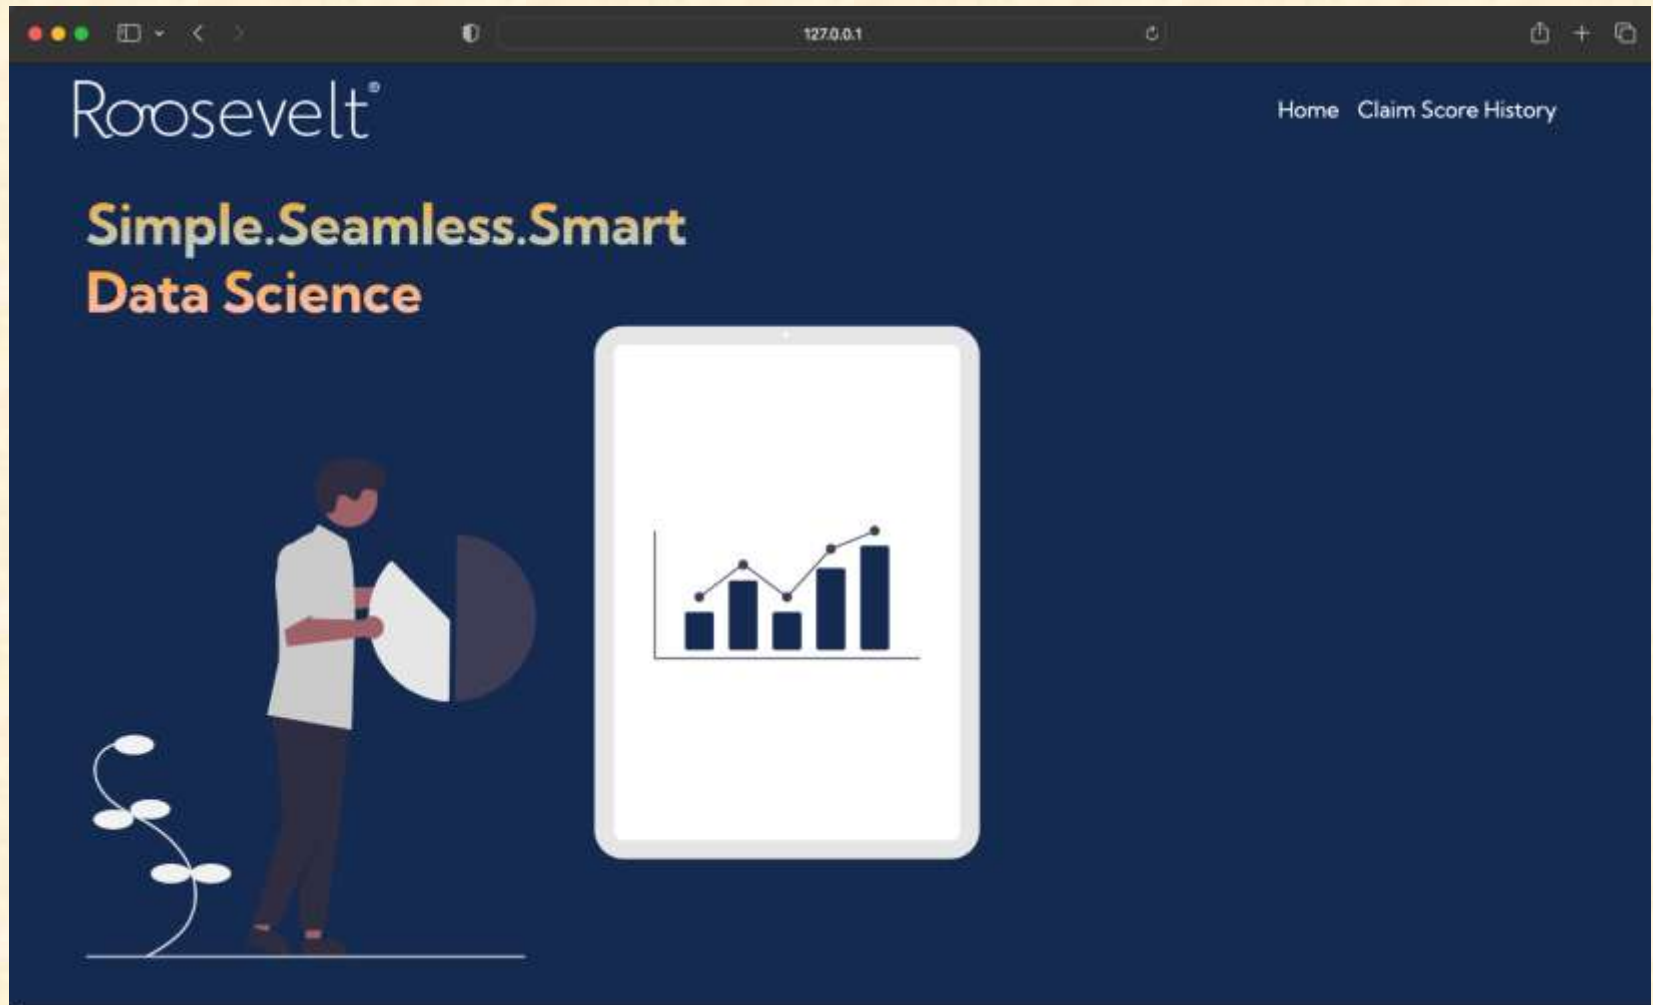 127.0.0.1
Roosevelt®
Home Claim Score History
Simple.Seamless.Smart
Data Science